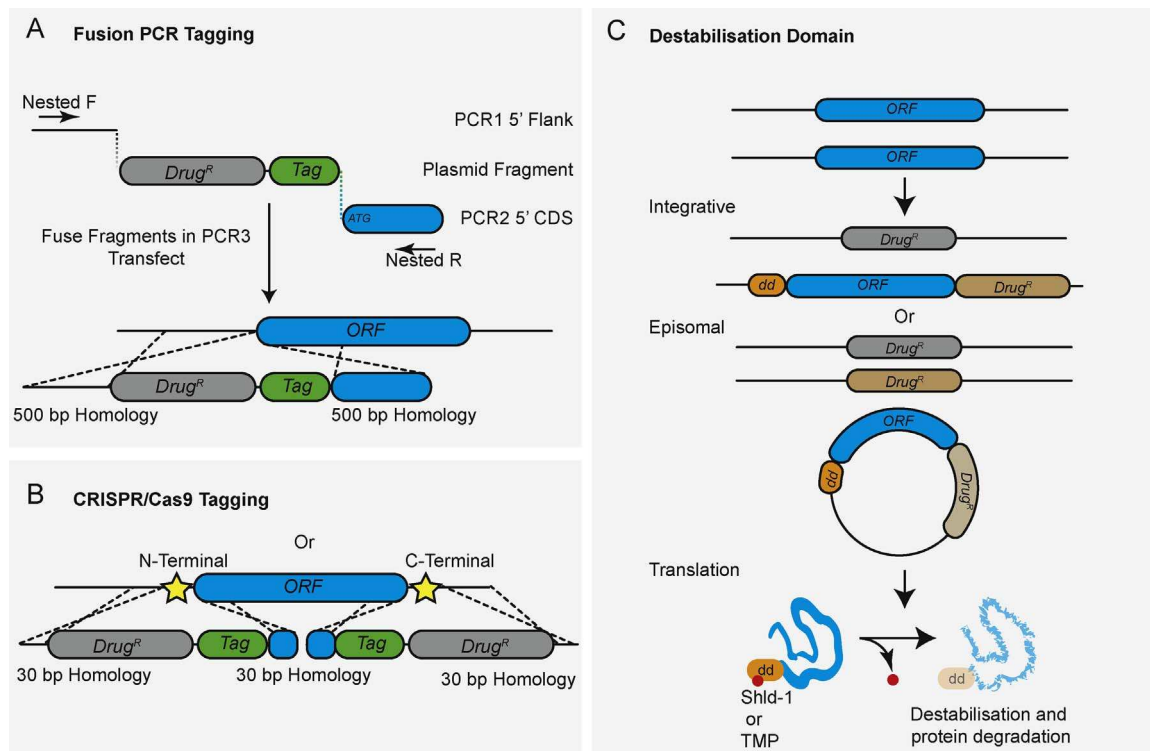 A Fusion PCR Tagging
Nested F
PCR1 5' Flank
Drug^R Tag
Plasmid Fragment
ATG
PCR2 5' CDS
Nested R
Fuse Fragments in PCR3
Transfect
ORF
Drug^R Tag
500 bp Homology 500 bp Homology
B CRISPR/Cas9 Tagging
Or
N-Terminal C-Terminal
ORF
Drug^R Tag Tag Drug^R
30 bp Homology 30 bp Homology 30 bp Homology
C Destabilisation Domain
ORF
ORF
Integrative
Drug^R
dd ORF Drug^R
Or
Episomal
Drug^R
Drug^R
ORF
dd
Drug^R
Translation
dd
dd
Shld-1
or
TMP
Destabilisation and
protein degradation